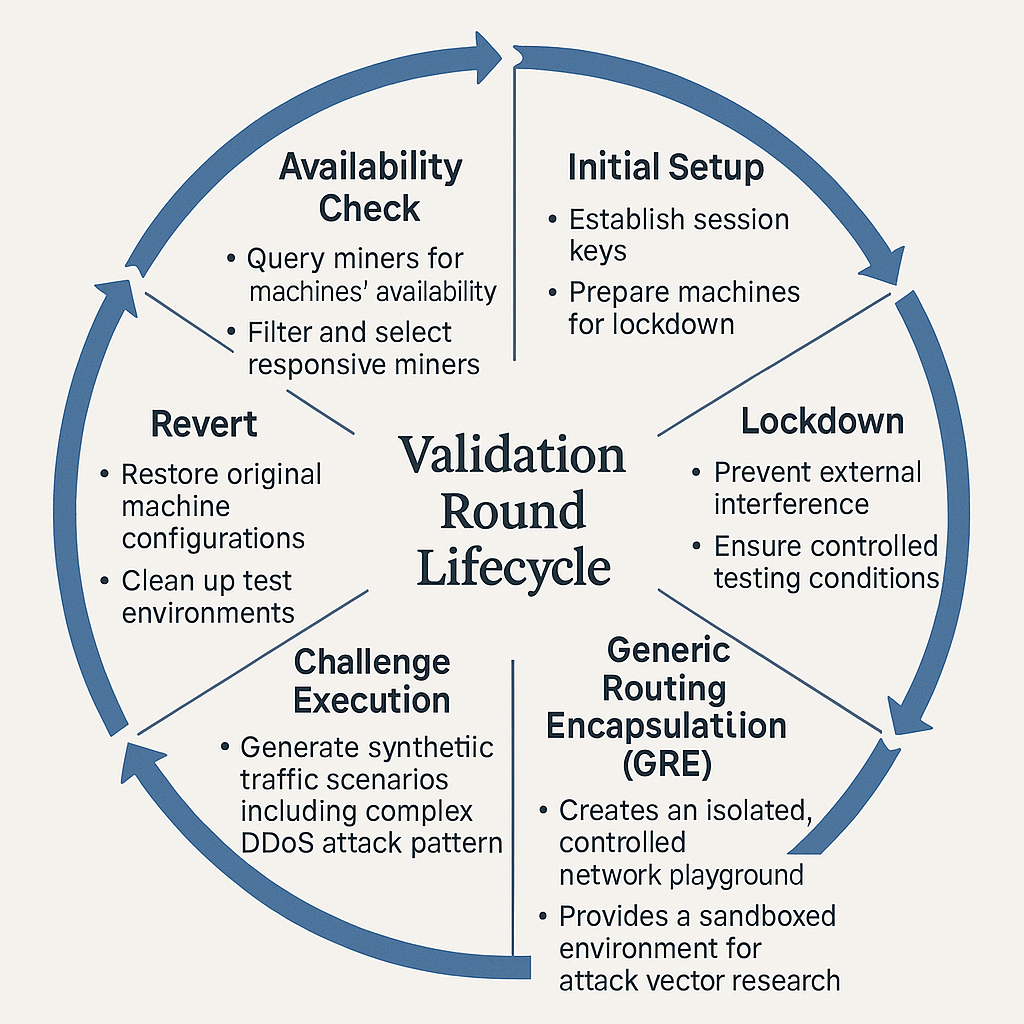 Availability
Check
• Query miners for
machines’ availability
• Filter and select
responsive miners
Initial Setup
• Establish session
keys
• Prepare machines
for lockdown
Lockdown
• Prevent external
interference
• Ensure controlled
testing conditions
Generic
Routing
Encapsulatiion
(GRE)
• Creates an isolated,
controlled
network playground
• Provides a sandboxed
environment for
attack vector research
Challenge
Execution
• Generate synthetic
traffic scenarios
including complex
DDoS attack pattern
Revert
• Restore original
machine
configurations
• Clean up test
environments
Validation
Round
Lifecycle